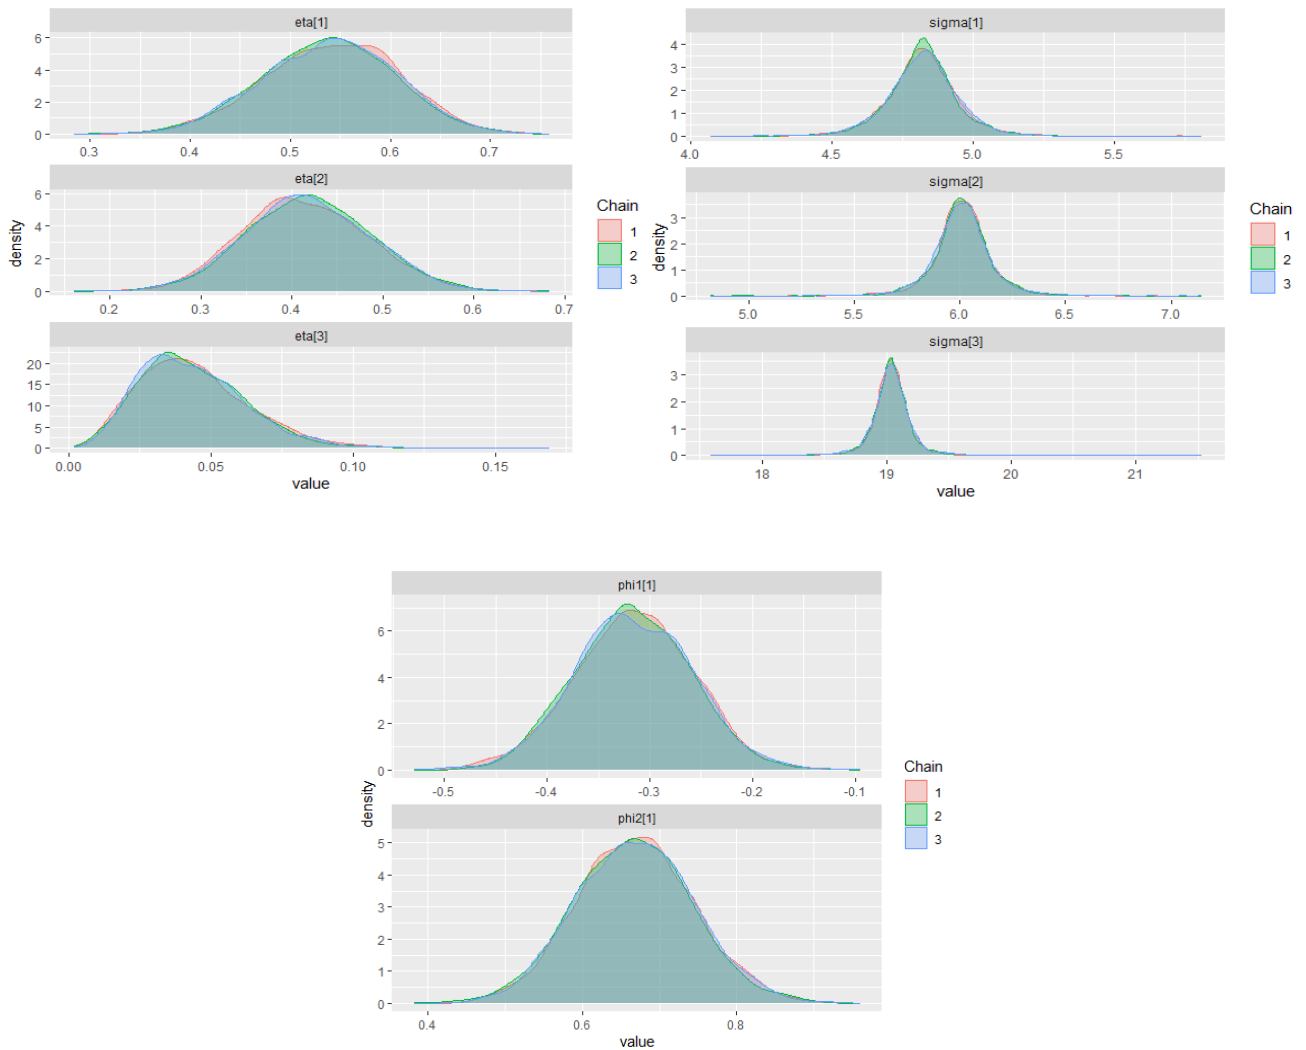 eta[1]
6
4
2
0
0.3 0.4 0.5 0.6 0.7
eta[2]
6
4
2
0
0.2 0.3 0.4 0.5 0.6 0.7
eta[3]
20
15
10
5
0
0.00 0.05 0.10 0.15
value
density
Chain
1
2
3
sigma[1]
4
3
2
1
0
4.0 4.5 5.0 5.5
sigma[2]
3
2
1
0
5.0 5.5 6.0 6.5 7.0
sigma[3]
3
2
1
0
18 19 20 21
value
density
Chain
1
2
3
phi1[1]
6
4
2
0
-0.5 -0.4 -0.3 -0.2 -0.1
phi2[1]
5
4
3
2
1
0
0.4 0.6 0.8
value
density
Chain
1
2
3